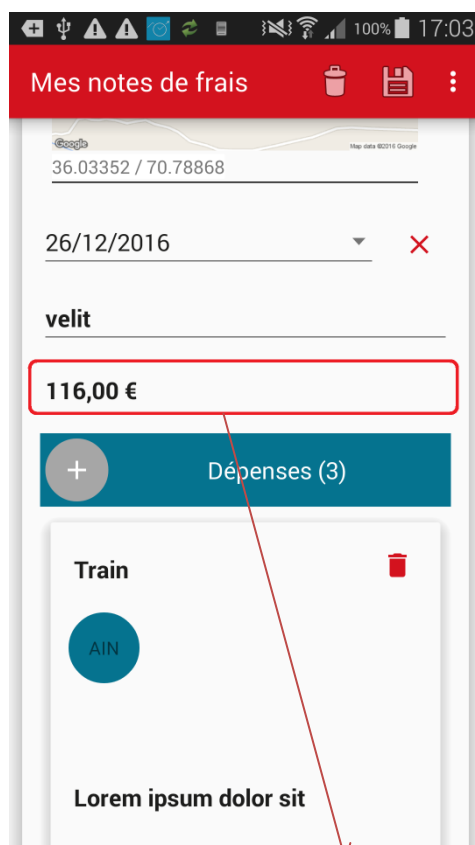 100% 17:03
Mes notes de frais
Google Map data ©2016 Google
36.03352 / 70.78868
26/12/2016
velit
116,00 €
+ Dépenses (3)
Train
AIN
Lorem ipsum dolor sit